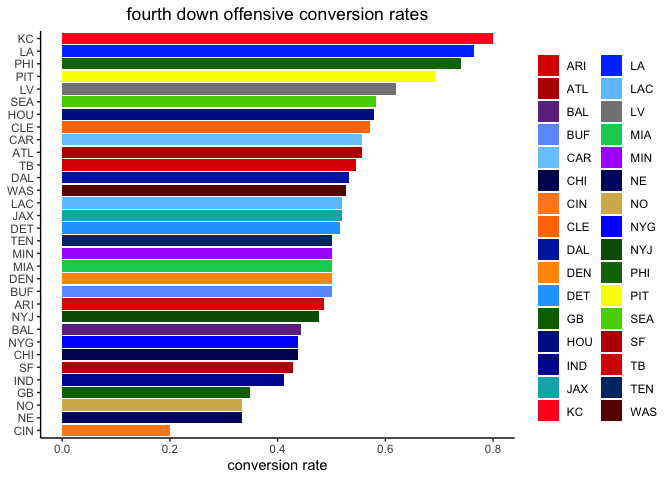 fourth down offensive conversion rates
KC
LA
PHI
PIT
LV
SEA
HOU
CLE
CAR
ATL
TB
DAL
WAS
LAC
JAX
DET
TEN
MIN
MIA
DEN
BUF
ARI
NYJ
BAL
NYG
CHI
SF
IND
GB
NO
NE
CIN
0.0 0.2 0.4 0.6 0.8
conversion rate
ARI LA
ATL LAC
BAL LV
BUF MIA
CAR MIN
CHI NE
CIN NO
CLE NYG
DAL NYJ
DEN PHI
DET PIT
GB SEA
HOU SF
IND TB
JAX TEN
KC WAS